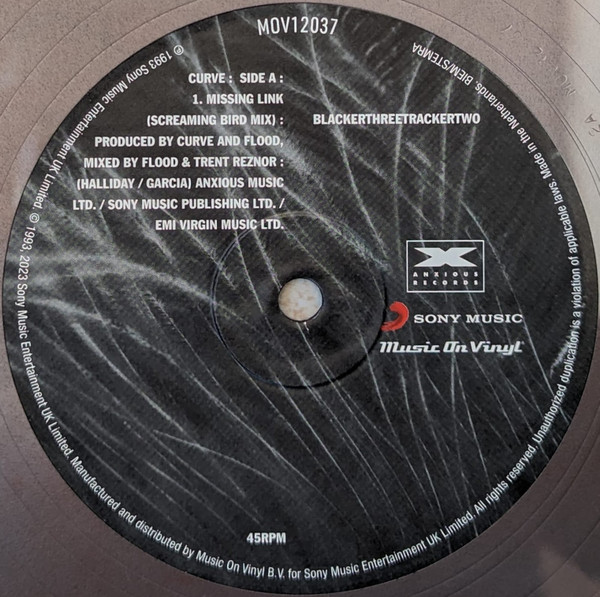 MOV12037
CURVE : SIDE A :
1. MISSING LINK
(SCREAMING BIRD MIX) :
PRODUCED BY CURVE AND FLOOD,
MIXED BY FLOOD & TRENT REZNOR :
(HALLIDAY / GARCIA) ANXIOUS MUSIC
LTD. / SONY MUSIC PUBLISHING LTD. /
EMI VIRGIN MUSIC LTD.
BLACKERTHREETRACKERTWO
X
ANXIOUS
RECORDS
SONY MUSIC
Music On Vinyl
45RPM
℗ 1993 Sony Music Entertainment UK Limited. © 1993, 2023 Sony Music Entertainment UK Limited. Manufactured and distributed by Music On Vinyl B.V. for Sony Music Entertainment UK Limited. All rights reserved. Unauthorized duplication is a violation of applicable laws. Made in the Netherlands. BIEM/STEMRA